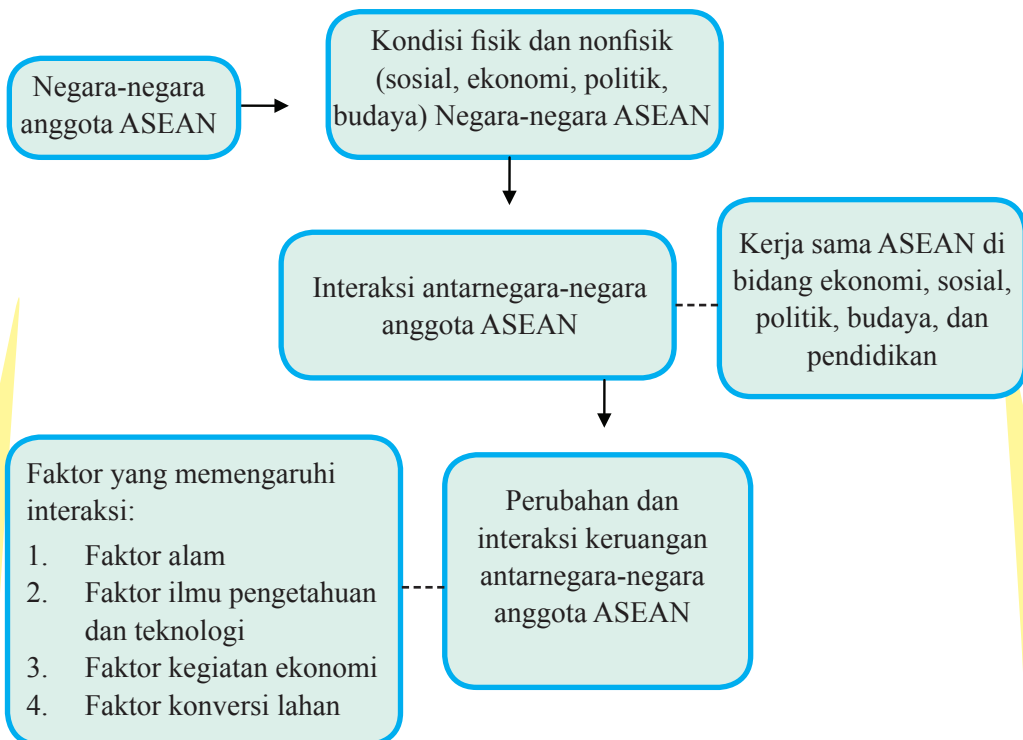 Negara-negara
anggota ASEAN
Kondisi fisik dan nonfisik
(sosial, ekonomi, politik,
budaya) Negara-negara ASEAN
Interaksi antarnegara-negara
anggota ASEAN
Kerja sama ASEAN di
bidang ekonomi, sosial,
politik, budaya, dan
pendidikan
Faktor yang memengaruhi
interaksi:
1. Faktor alam
2. Faktor ilmu pengetahuan
dan teknologi
3. Faktor kegiatan ekonomi
4. Faktor konversi lahan
Perubahan dan
interaksi keruangan
antarnegara-negara
anggota ASEAN